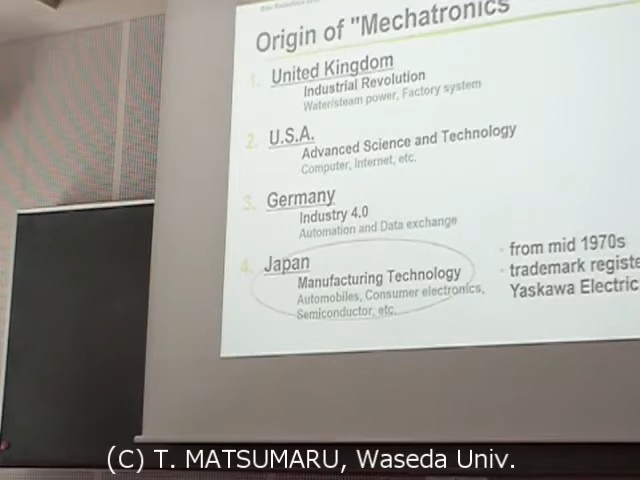 Origin of "Mechatronics
1. United Kingdom
Industrial Revolution
Water/steam power, Factory system
2. U.S.A.
Advanced Science and Technology
Computer, Internet, etc.
3. Germany
Industry 4.0
Automation and Data exchange
4. Japan
Manufacturing Technology
Automobiles, Consumer electronics,
Semiconductor, etc.
- from mid 1970s
- trademark registe
Yaskawa Electric
(C) T. MATSUMARU, Waseda Univ.